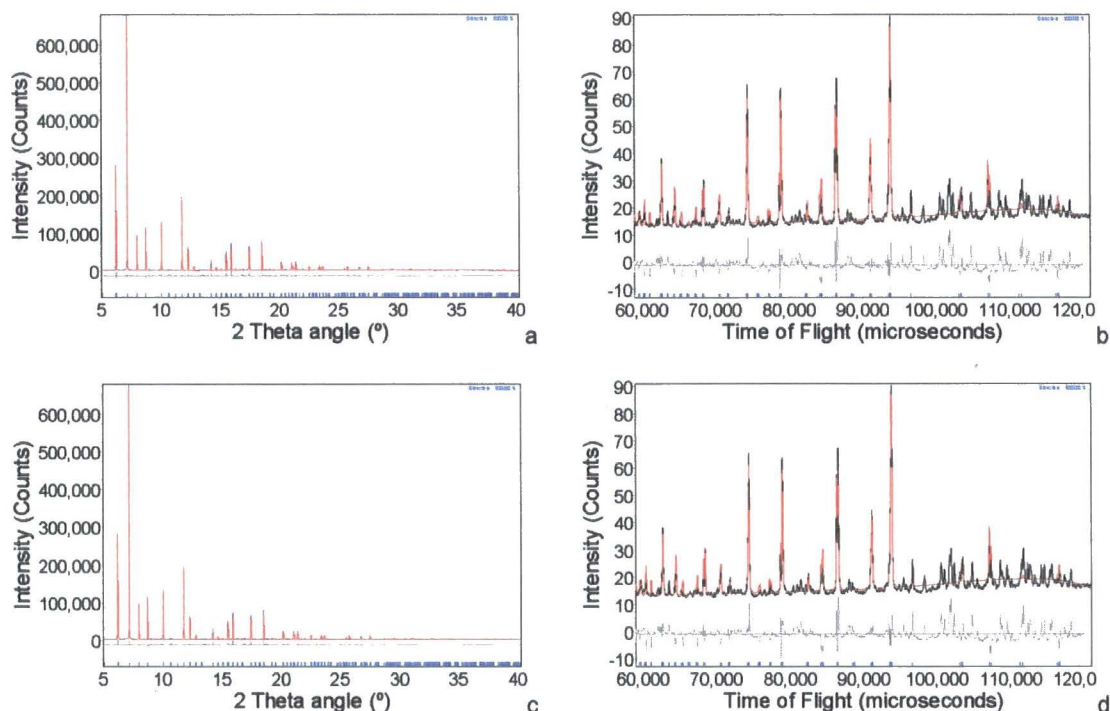 Intensity (Counts)
600,000
500,000
400,000
300,000
200,000
100,000
0
5 10 15 20 25 30 35 40
2 Theta angle (º)
a
Intensity (Counts)
90
80
70
60
50
40
30
20
10
0
-10
60,000 70,000 80,000 90,000 100,000 110,000 120,0
Time of Flight (microseconds)
b
Intensity (Counts)
600,000
500,000
400,000
300,000
200,000
100,000
0
5 10 15 20 25 30 35 40
2 Theta angle (º)
c
Intensity (Counts)
90
80
70
60
50
40
30
20
10
0
-10
60,000 70,000 80,000 90,000 100,000 110,000 120,0
Time of Flight (microseconds)
d